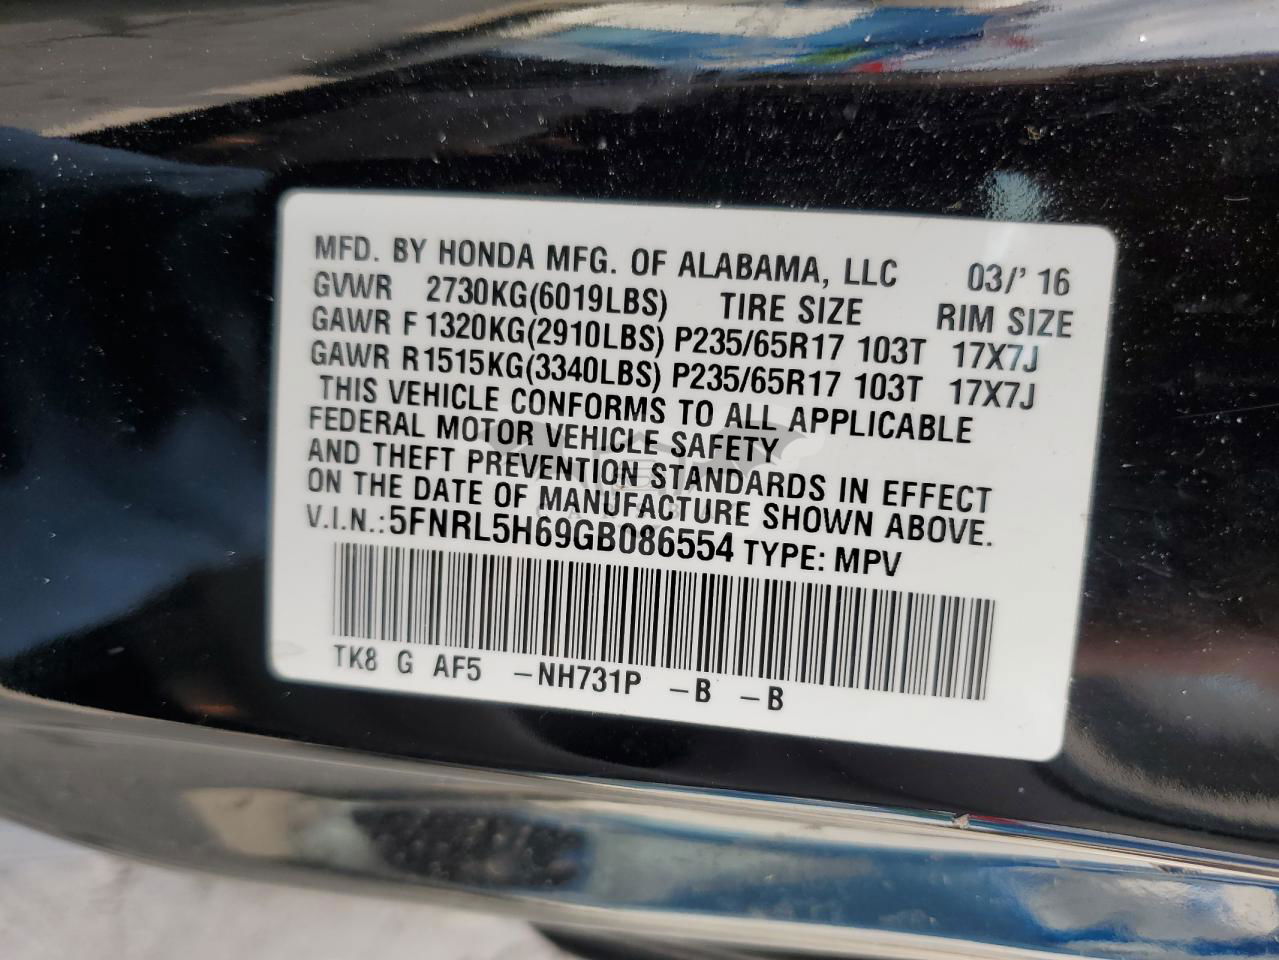 MFD. BY HONDA MFG. OF ALABAMA, LLC 03/' 16
GVWR 2730KG(6019LBS) TIRE SIZE RIM SIZE
GAWR F 1320KG(2910LBS) P235/65R17 103T 17X7J
GAWR R1515KG(3340LBS) P235/65R17 103T 17X7J
THIS VEHICLE CONFORMS TO ALL APPLICABLE
FEDERAL MOTOR VEHICLE SAFETY
AND THEFT PREVENTION STANDARDS IN EFFECT
ON THE DATE OF MANUFACTURE SHOWN ABOVE.
V.I.N.:5FNRL5H69GB086554 TYPE: MPV
TK8 G AF5 -NH731P -B -B